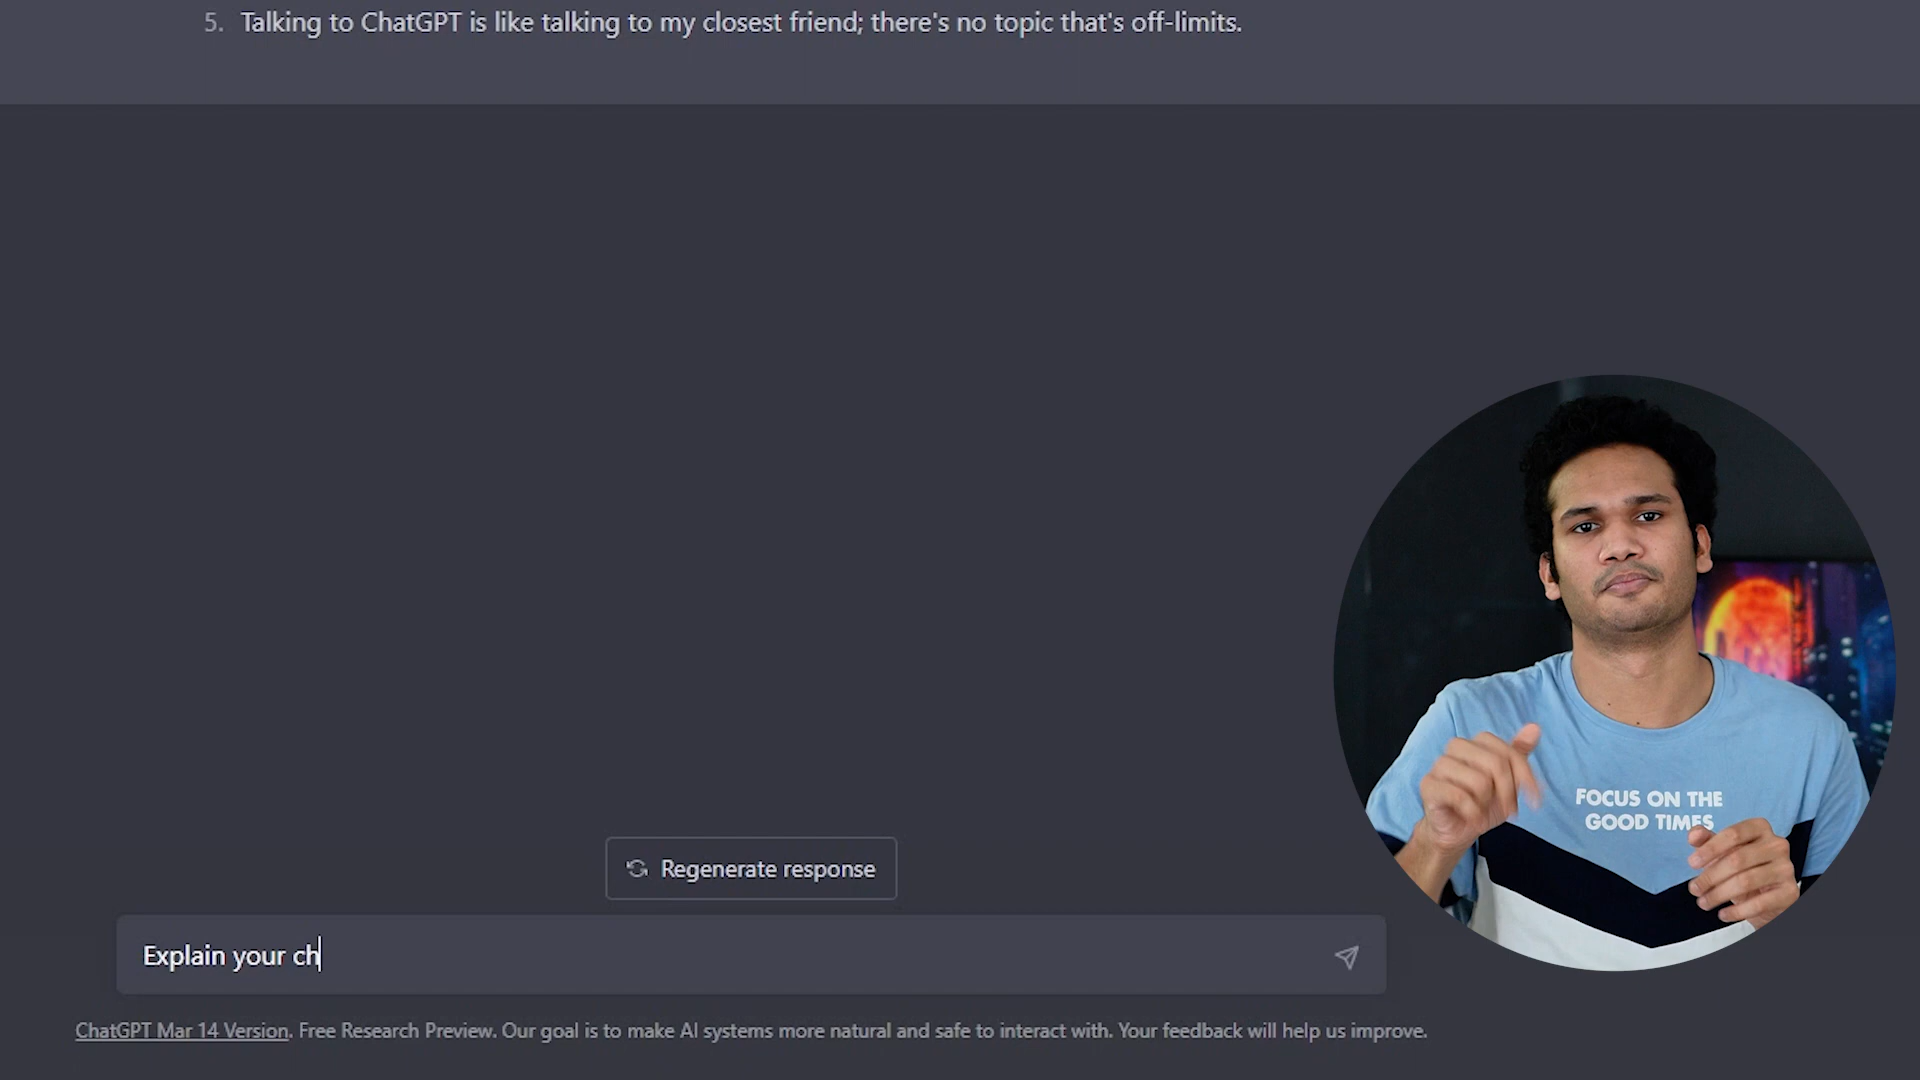 5. Talking to ChatGPT is like talking to my closest friend; there's no topic that's off-limits.
FOCUS ON THE
GOOD TIMES
Regenerate response
Explain your ch
ChatGPT Mar 14 Version. Free Research Preview. Our goal is to make AI systems more natural and safe to interact with. Your feedback will help us improve.